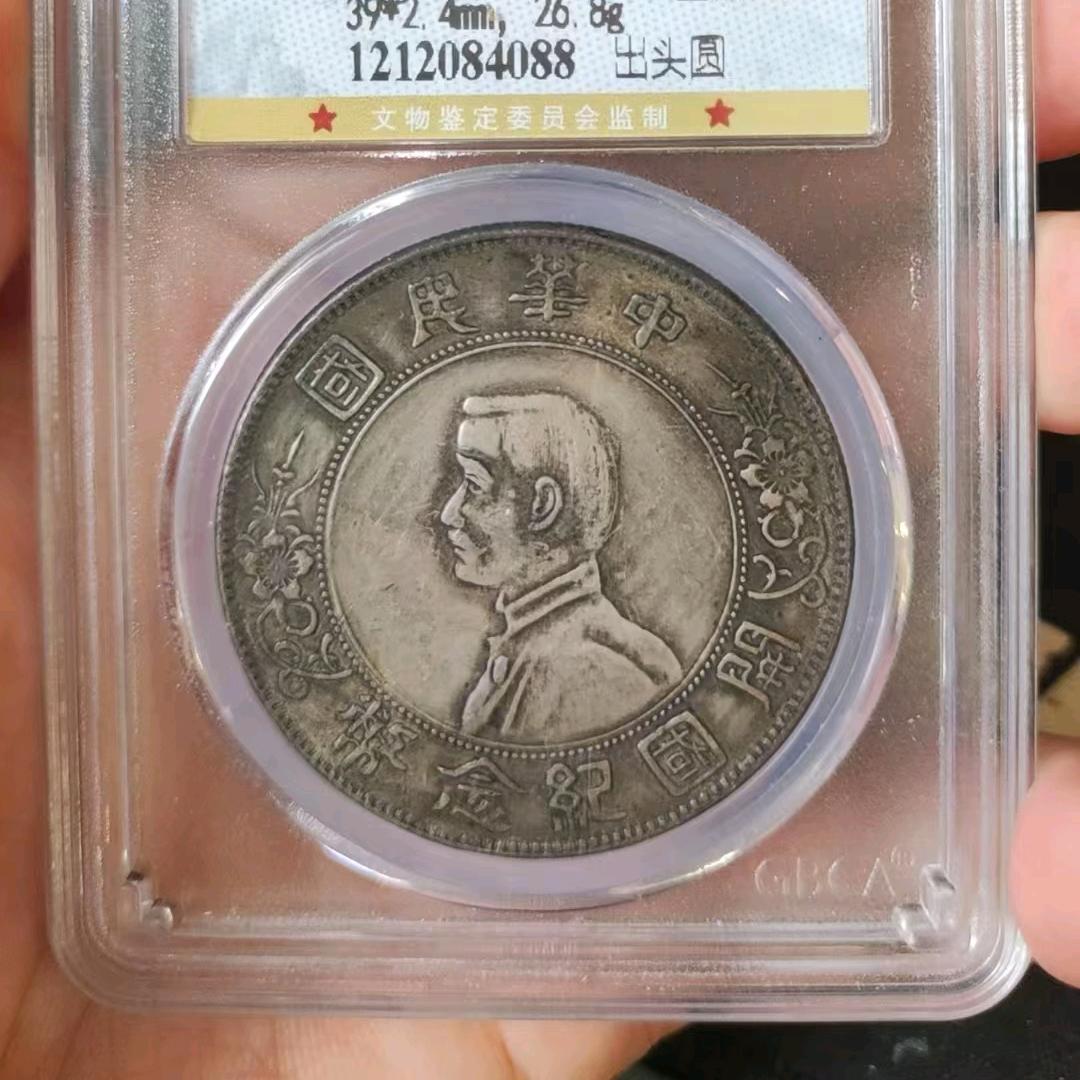 39*2.4mm, 26.8g
1212084088 出头圆
★ 文物鉴定委员会监制 ★
中華民國
開國紀念幣
GBCA